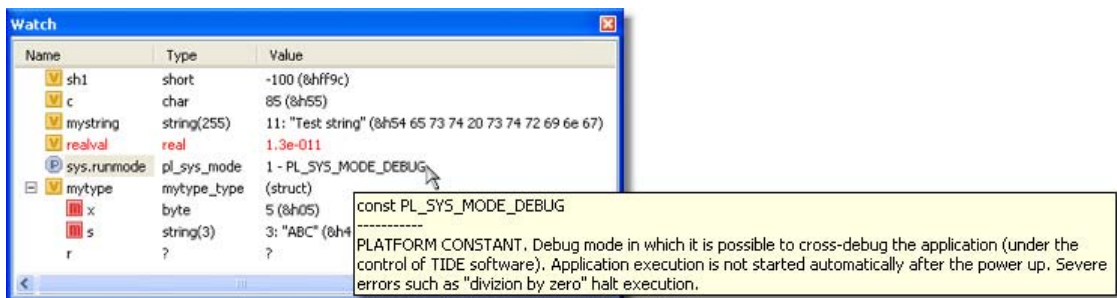 Watch
Name Type Value
V sh1 short -100 (&hff9c)
V c char 85 (&h55)
V mystring string(255) 11: "Test string" (&h54 65 73 74 20 73 74 72 69 6e 67)
V realval real 1.3e-011
P sys.runmode pl_sys_mode 1 - PL_SYS_MODE_DEBUG
V mytype mytype_type (struct)
m x byte 5 (&h05)
m s string(3) 3: "ABC" (&h4
r ? ?
const PL_SYS_MODE_DEBUG
-----------
PLATFORM CONSTANT. Debug mode in which it is possible to cross-debug the application (under the
control of TIDE software). Application execution is not started automatically after the power up. Severe
errors such as "divizion by zero" halt execution.